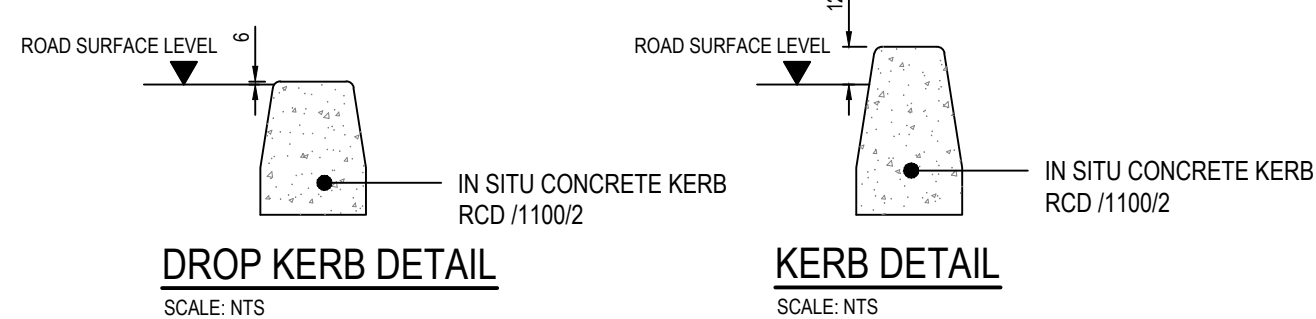 ROAD SURFACE LEVEL
6
IN SITU CONCRETE KERB
RCD /1100/2
DROP KERB DETAIL
SCALE: NTS
ROAD SURFACE LEVEL
IN SITU CONCRETE KERB
RCD /1100/2
KERB DETAIL
SCALE: NTS